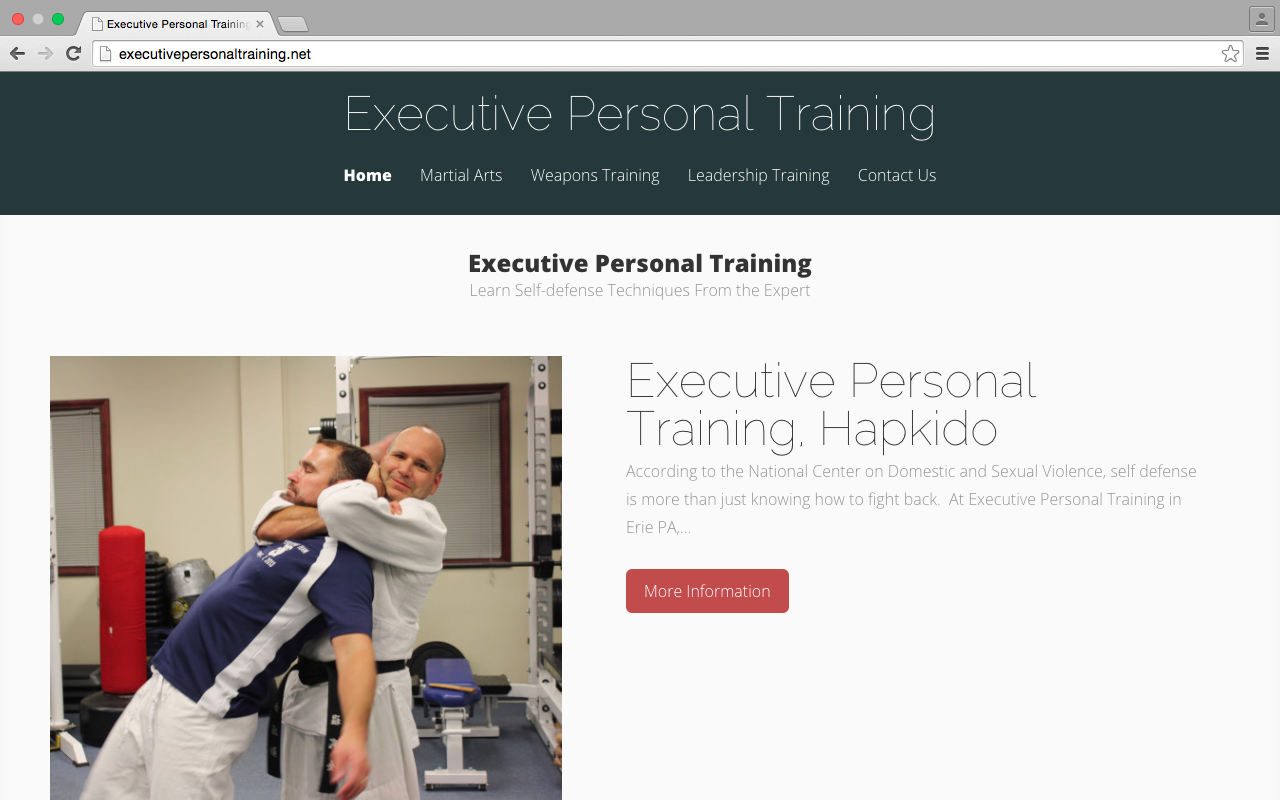 Executive Personal Training
executivepersonaltraining.net
Executive Personal Training
Home Martial Arts Weapons Training Leadership Training Contact Us
Executive Personal Training
Learn Self-defense Techniques From the Expert
Executive Personal
Training, Hapkido
According to the National Center on Domestic and Sexual Violence, self defense
is more than just knowing how to fight back.  At Executive Personal Training in
Erie PA,...
More Information